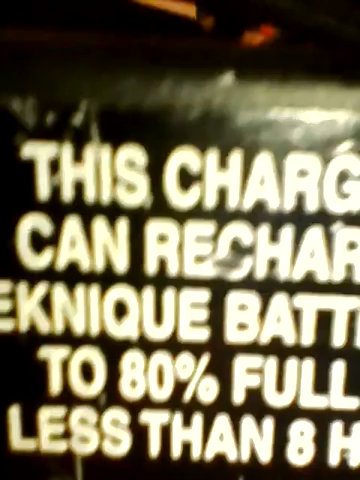 THIS CHARG
CAN RECHAR
EKNIQUE BATT
TO 80% FULL
LESS THAN 8 H